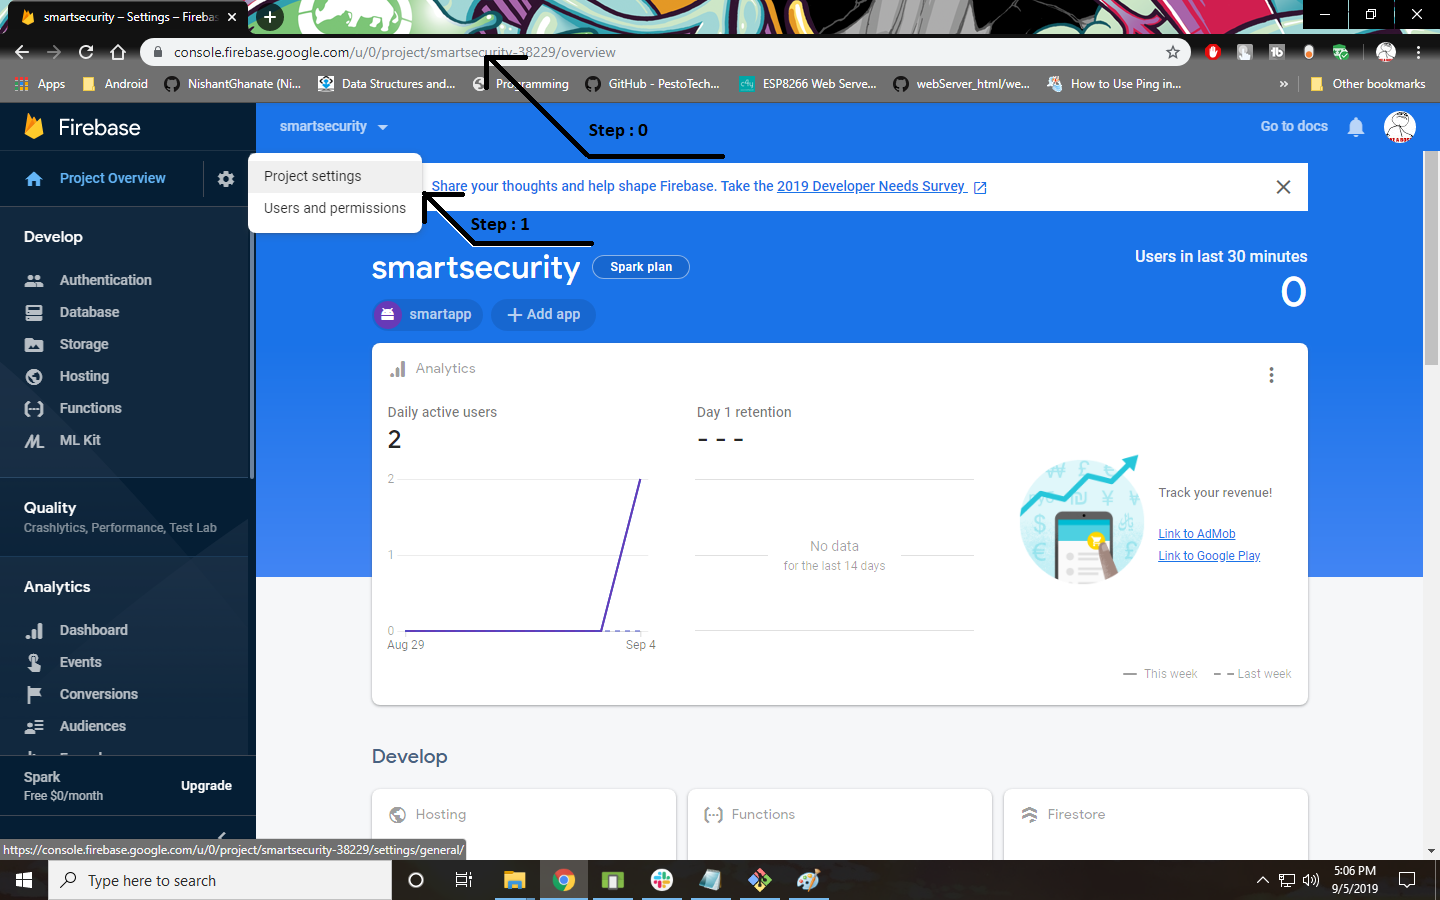 smartsecurity – Settings – Firebas
console.firebase.google.com/u/0/project/smartsecurity-38229/overview
Apps
Android
NishantGhanate (Ni...
Data Structures and...
Programming
GitHub - PestoTech...
ESP8266 Web Serve...
webServer_html/we...
How to Use Ping in...
»
Other bookmarks
Firebase
smartsecurity
Step : 0
Go to docs
Project Overview
Project settings
Users and permissions
Share your thoughts and help shape Firebase. Take the 2019 Developer Needs Survey
Step : 1
Develop
Authentication
Database
Storage
Hosting
Functions
ML Kit
Quality
Crashlytics, Performance, Test Lab
Analytics
Dashboard
Events
Conversions
Audiences
Spark
Free $0/month
Upgrade
smartsecurity
Spark plan
Users in last 30 minutes
0
smartapp
+ Add app
Analytics
Daily active users
2
Day 1 retention
- - -
2
1
0
Aug 29
Sep 4
No data
for the last 14 days
Track your revenue!
Link to AdMob
Link to Google Play
This week
Last week
Develop
Hosting
Functions
Firestore
https://console.firebase.google.com/u/0/project/smartsecurity-38229/settings/general/
Type here to search
5:06 PM
9/5/2019